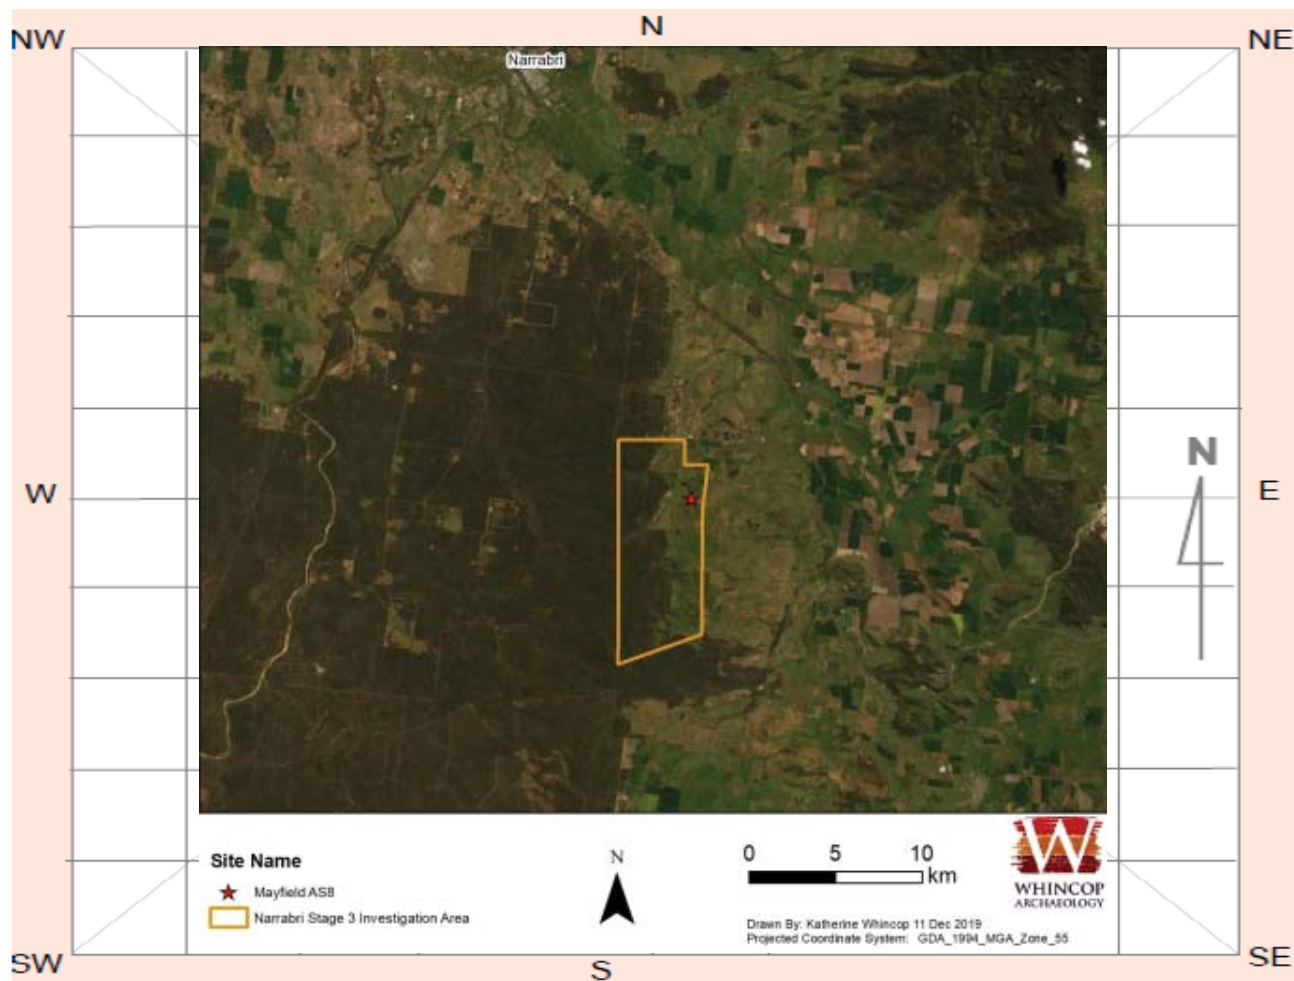 N
NW
NE
Narrabri
N
W
E
Site Name
Mayfield AS8
Narrabri Stage 3 Investigation Area
N
0 5 10
km
W
WHINCOP
ARCHAEOLOGY
Drawn By: Katherine Whincop 11 Dec 2019
Projected Coordinate System: GDA_1994_MGA_Zone_55
SW
S
SE